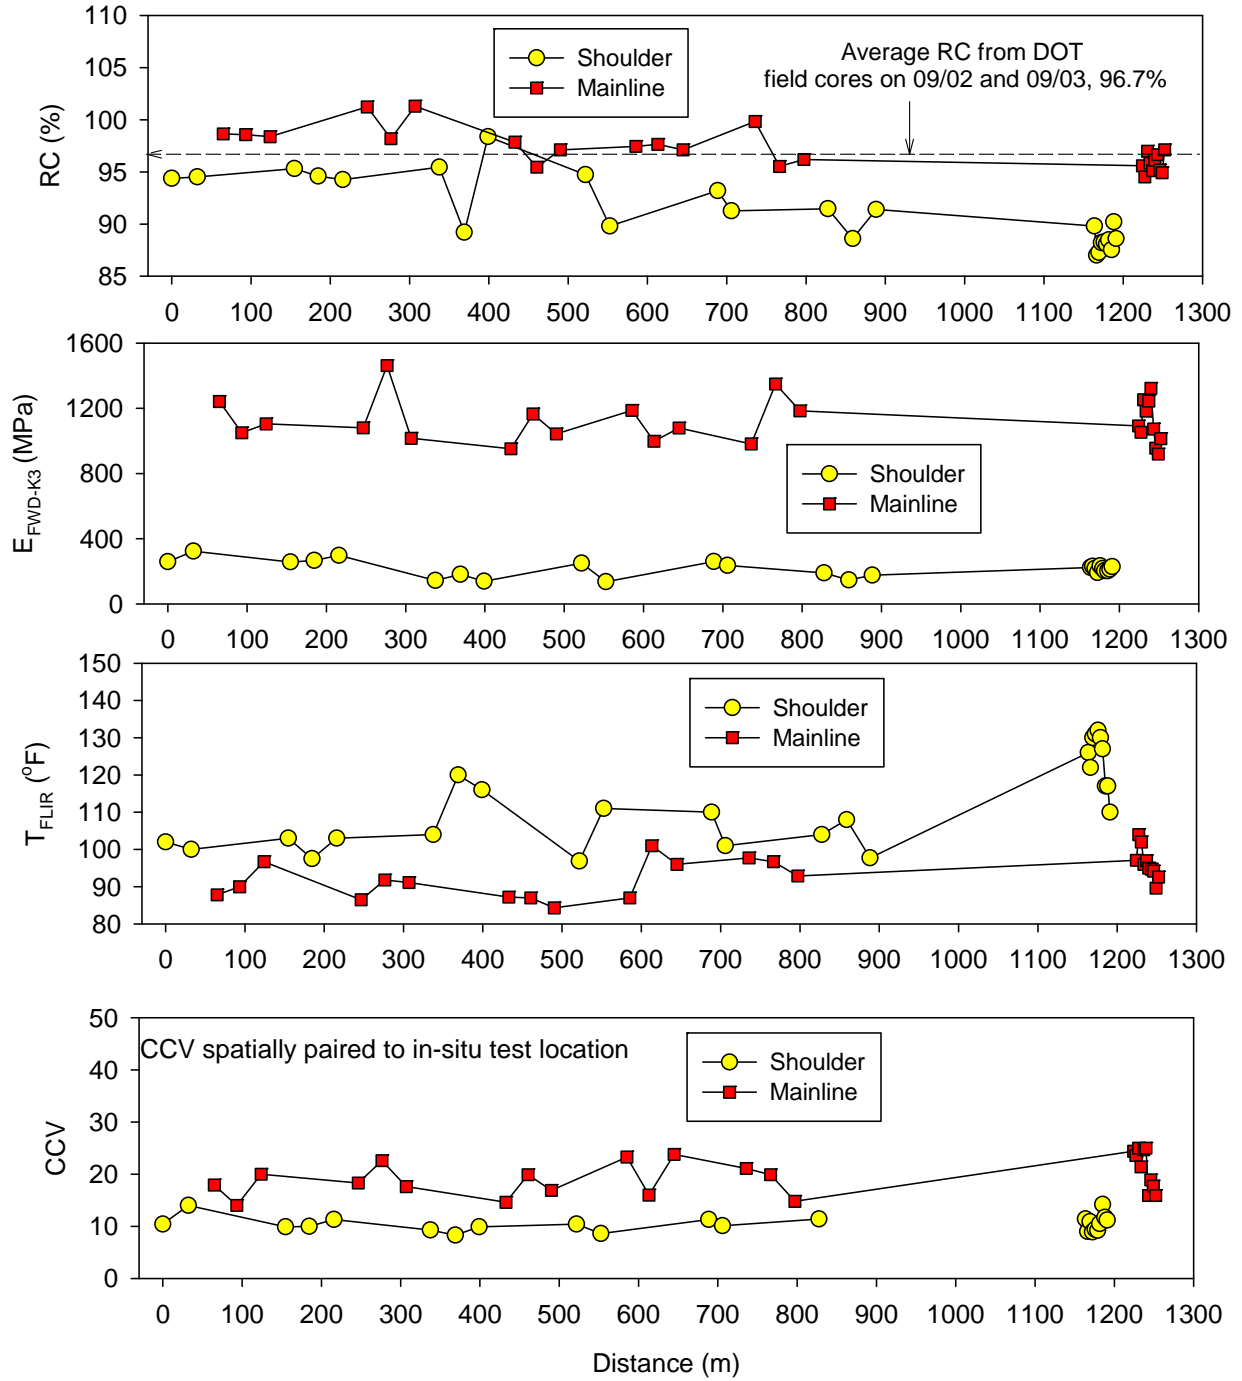 110
105
100
95
90
85
RC (%)
Shoulder
Mainline
Average RC from DOT
field cores on 09/02 and 09/03, 96.7%
0 100 200 300 400 500 600 700 800 900 1000 1100 1200 1300
1600
1200
800
400
0
E FWD-K3 (MPa)
Shoulder
Mainline
0 100 200 300 400 500 600 700 800 900 1000 1100 1200 1300
150
140
130
120
110
100
90
80
T FLIR (oF)
Shoulder
Mainline
0 100 200 300 400 500 600 700 800 900 1000 1100 1200 1300
50
40
30
20
10
0
CCV
CCV spatially paired to in-situ test location
Shoulder
Mainline
0 100 200 300 400 500 600 700 800 900 1000 1100 1200 1300
Distance (m)